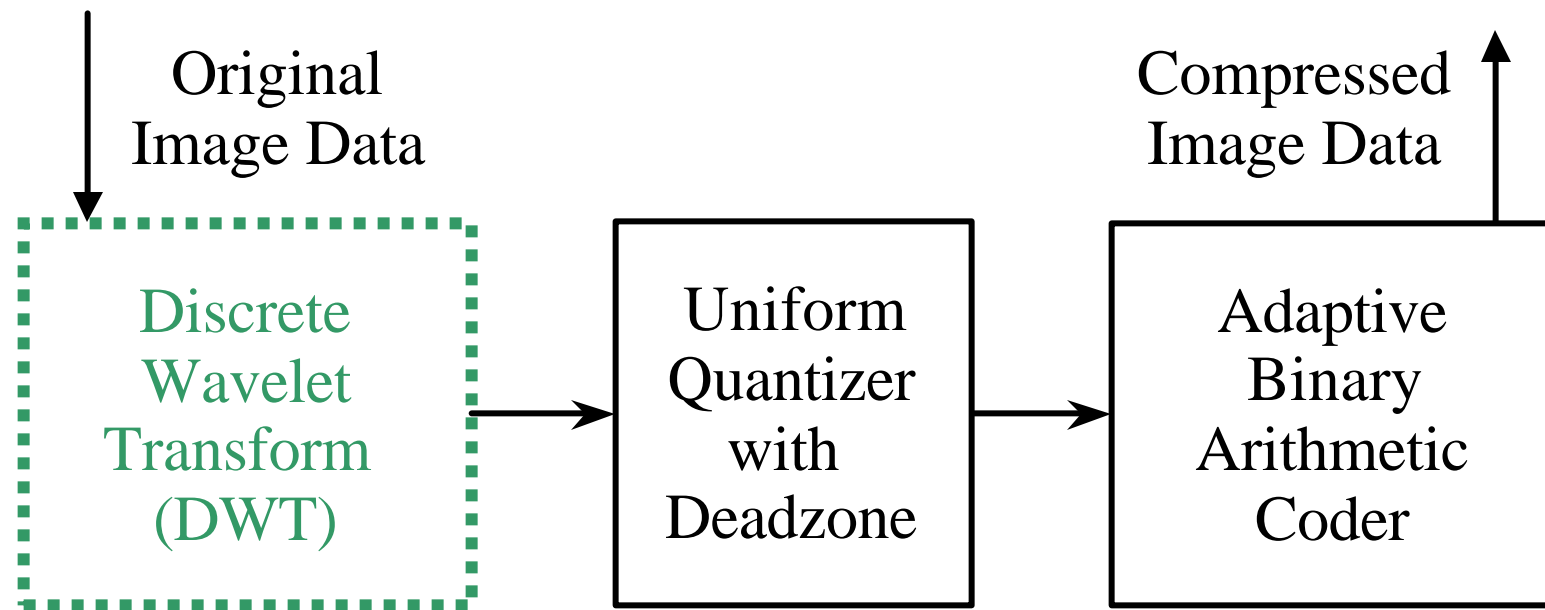 Original
Image Data
Compressed
Image Data
Discrete
Wavelet
Transform
(DWT)
Uniform
Quantizer
with
Deadzone
Adaptive
Binary
Arithmetic
Coder